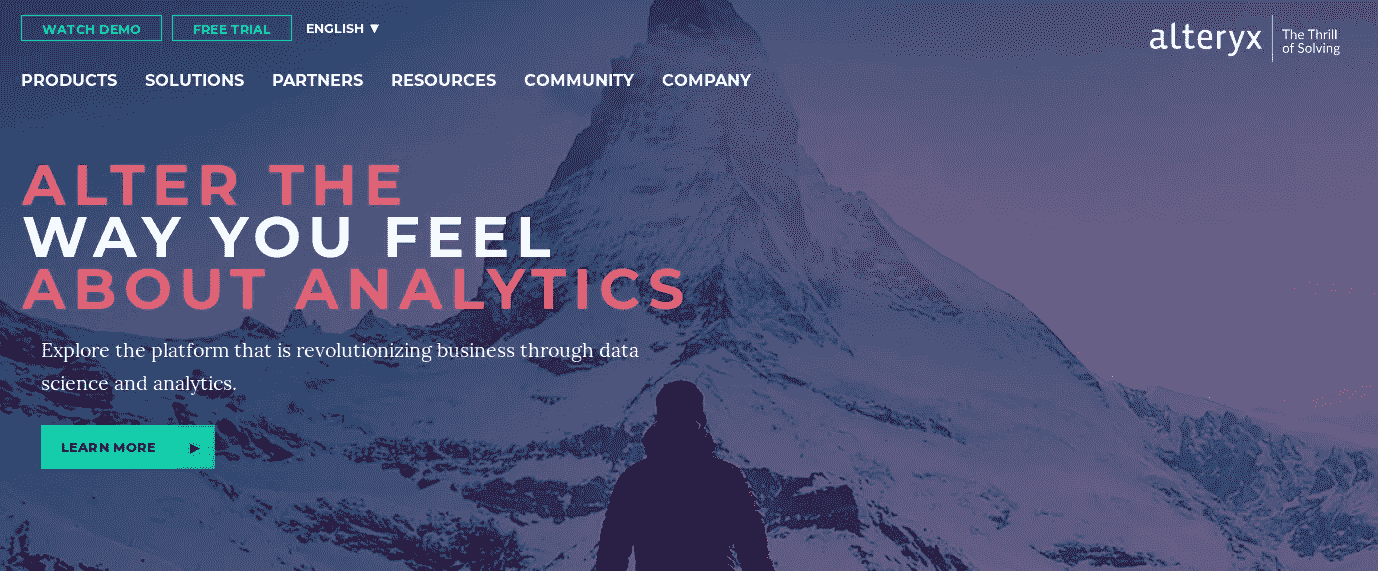 WATCH DEMO
FREE TRIAL
ENGLISH ▼
alteryx
The Thrill
of Solving
PRODUCTS SOLUTIONS PARTNERS RESOURCES COMMUNITY COMPANY
ALTER THE
WAY YOU FEEL
ABOUT ANALYTICS
Explore the platform that is revolutionizing business through data
science and analytics.
LEARN MORE ▶